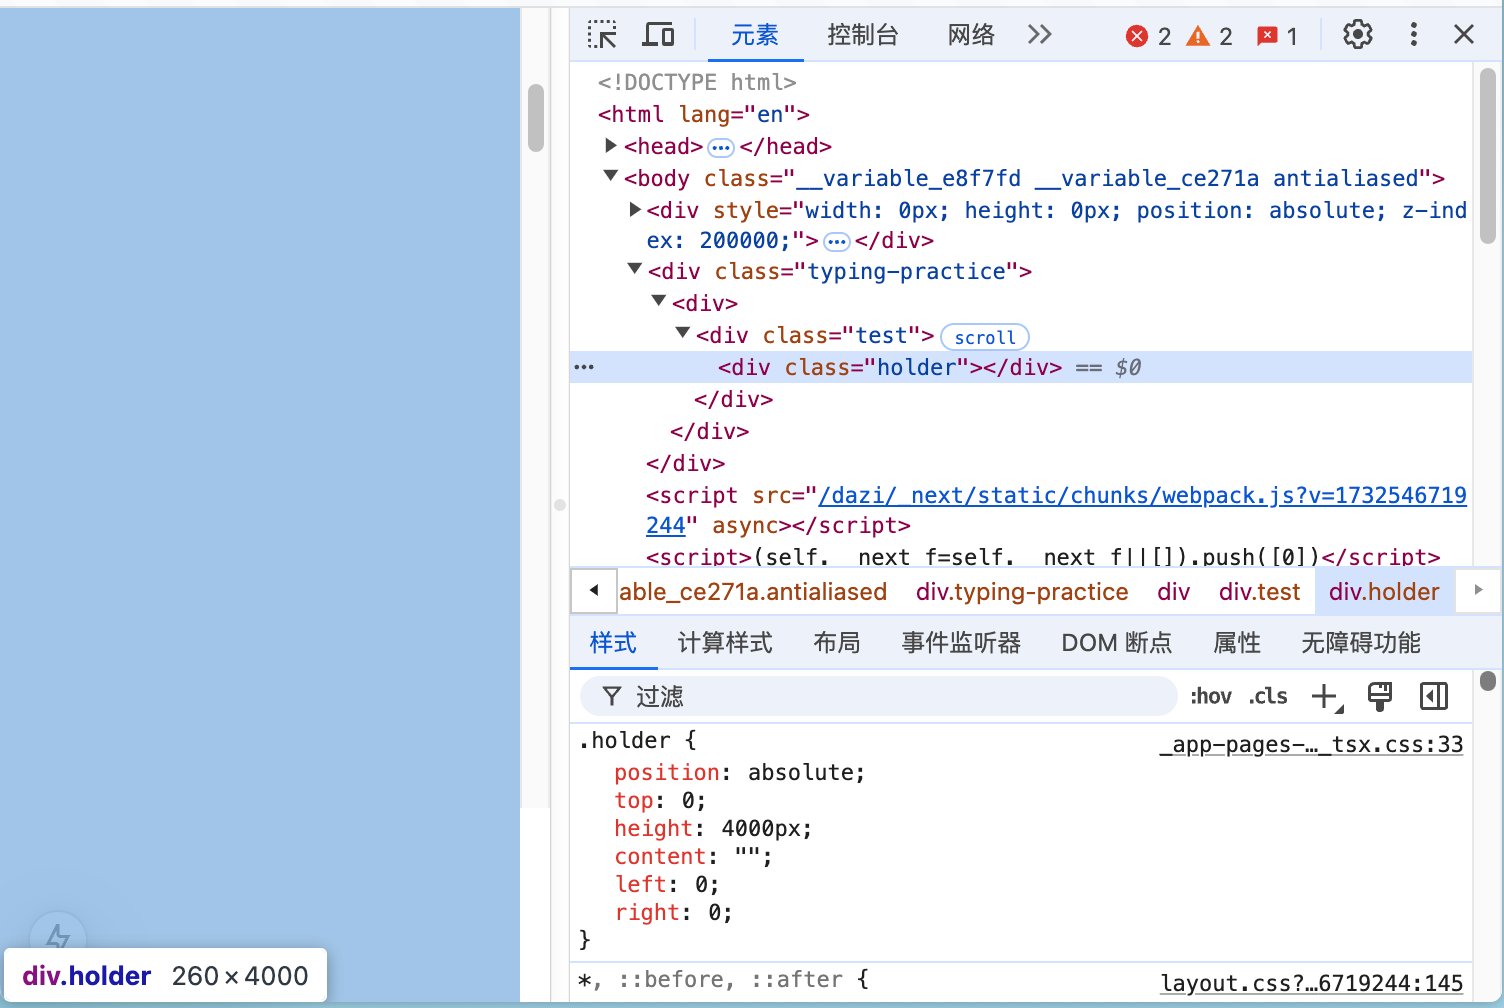 元素 控制台 网络 2 2 1
<!DOCTYPE html>
<html lang="en">
<head> ••• </head>
<body class="__variable_e8f7fd __variable_ce271a antialiased">
<div style="width: 0px; height: 0px; position: absolute; z-ind
ex: 200000;"> ••• </div>
<div class="typing-practice">
<div>
<div class="test"> scroll
••• <div class="holder"></div> == $0
</div>
</div>
</div>
<script src="/dazi/_next/static/chunks/webpack.js?v=1732546719
244" async></script>
<script>(self.__next_f=self.__next_f||[]).push([0])</script>
able_ce271a.antialiased div.typing-practice div div.test div.holder
样式 计算样式 布局 事件监听器 DOM 断点 属性 无障碍功能
过滤 :hov .cls
.holder { _app-pages-…_tsx.css:33
position: absolute;
top: 0;
height: 4000px;
content: "";
left: 0;
right: 0;
}
*, ::before, ::after { layout.css?…6719244:145
div.holder 260×4000